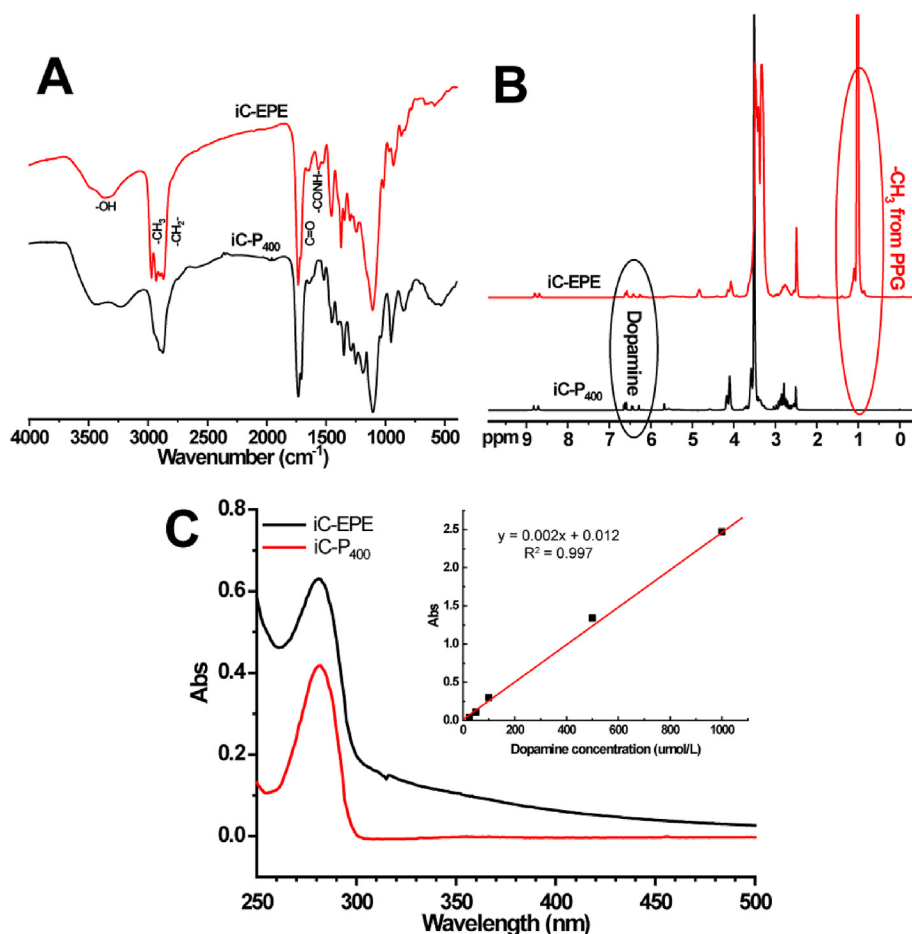 A
iC-EPE
-OH
-CH₃
-CH₂-
C=O
-CONH-
iC-P₄₀₀
4000 3500 3000 2500 2000 1500 1000 500
Wavenumber (cm⁻¹)
B
-CH₃ from PPG
iC-EPE
Dopamine
iC-P₄₀₀
ppm 9 8 7 6 5 4 3 2 1 0
C
iC-EPE
iC-P₄₀₀
0.8
0.6
0.4
0.2
0.0
Abs
250 300 350 400 450 500
Wavelength (nm)
y = 0.002x + 0.012
R² = 0.997
2.5
2.0
1.5
1.0
0.5
0.0
Abs
0 200 400 600 800 1000
Dopamine concentration (umol/L)